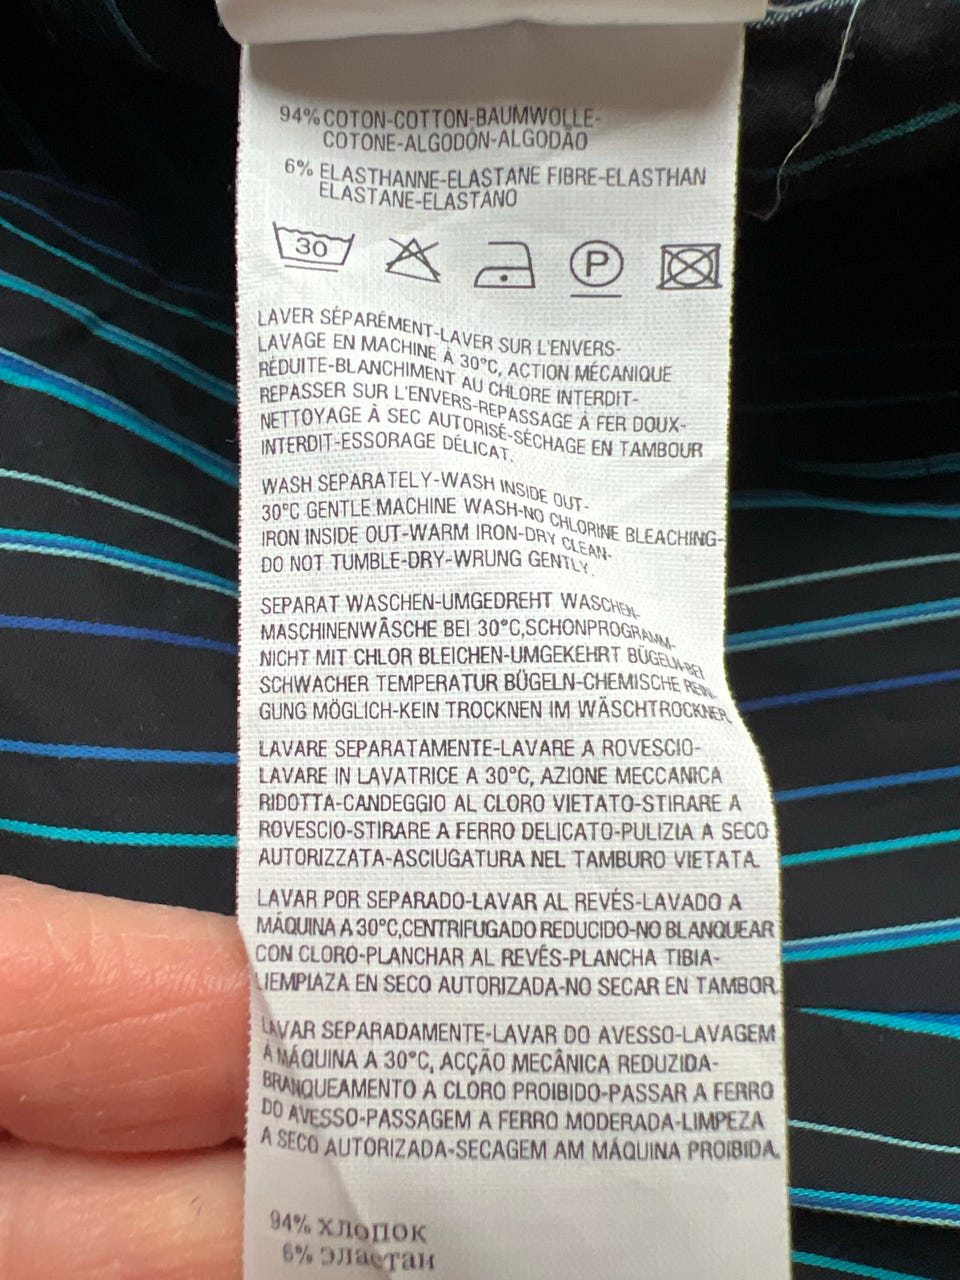 94% COTON-COTTON-BAUMWOLLE-
COTONE-ALGODÓN-ALGODÃO
6% ELASTHANNE-ELASTANE FIBRE-ELASTHAN
ELASTANE-ELASTANO
30
P
LAVER SÉPARÉMENT-LAVER SUR L'ENVERS-
LAVAGE EN MACHINE À 30°C, ACTION MÉCANIQUE
RÉDUITE-BLANCHIMENT AU CHLORE INTERDIT-
REPASSER SUR L'ENVERS-REPASSAGE À FER DOUX-
NETTOYAGE À SEC AUTORISÉ-SÉCHAGE EN TAMBOUR
INTERDIT-ESSORAGE DÉLICAT.
WASH SEPARATELY-WASH INSIDE OUT-
30°C GENTLE MACHINE WASH-NO CHLORINE BLEACHING-
IRON INSIDE OUT-WARM IRON-DRY CLEAN-
DO NOT TUMBLE-DRY-WRUNG GENTLY.
SEPARAT WASCHEN-UMGEDREHT WASCHEN-
MASCHINENWÄSCHE BEI 30°C,SCHONPROGRAMM-
NICHT MIT CHLOR BLEICHEN-UMGEKEHRT BÜGELN-BEI
SCHWACHER TEMPERATUR BÜGELN-CHEMISCHE REINI-
GUNG MÖGLICH-KEIN TROCKNEN IM WÄSCHTROCKNER.
LAVARE SEPARATAMENTE-LAVARE A ROVESCIO-
LAVARE IN LAVATRICE A 30°C, AZIONE MECCANICA
RIDOTTA-CANDEGGIO AL CLORO VIETATO-STIRARE A
ROVESCIO-STIRARE A FERRO DELICATO-PULIZIA A SECO
AUTORIZZATA-ASCIUGATURA NEL TAMBURO VIETATA.
LAVAR POR SEPARADO-LAVAR AL REVÉS-LAVADO A
MÁQUINA A 30°C,CENTRIFUGADO REDUCIDO-NO BLANQUEAR
CON CLORO-PLANCHAR AL REVÉS-PLANCHA TIBIA-
LIEMPIAZA EN SECO AUTORIZADA-NO SECAR EN TAMBOR.
LAVAR SEPARADAMENTE-LAVAR DO AVESSO-LAVAGEM
A MÁQUINA A 30°C, ACÇÃO MECÂNICA REDUZIDA-
BRANQUEAMENTO A CLORO PROIBIDO-PASSAR A FERRO
DO AVESSO-PASSAGEM A FERRO MODERADA-LIMPEZA
A SECO AUTORIZADA-SECAGEM AM MÁQUINA PROIBIDA.
94% хлопок
6% эластан